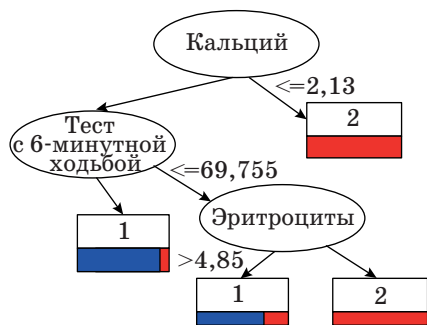 Кальций
<=2,13
2
Тест
с 6-минутной
ходьбой
<=69,755
1
Эритроциты
>4,85
1
2